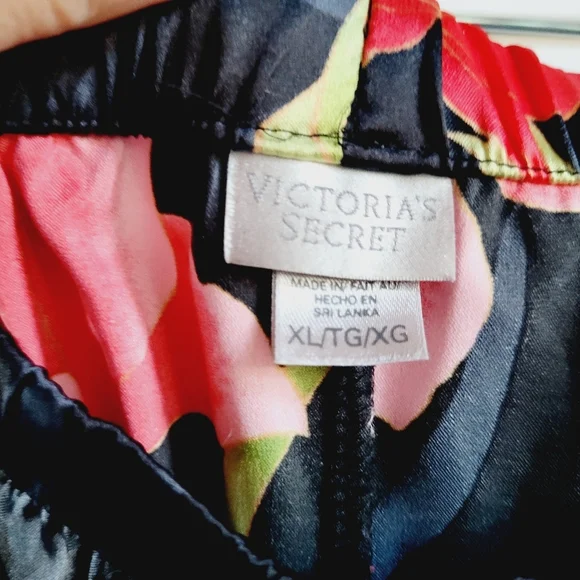 VICTORIA'S
SECRET
MADE IN/ FAIT AU/
HECHO EN
SRI LANKA
XL/TG/XG